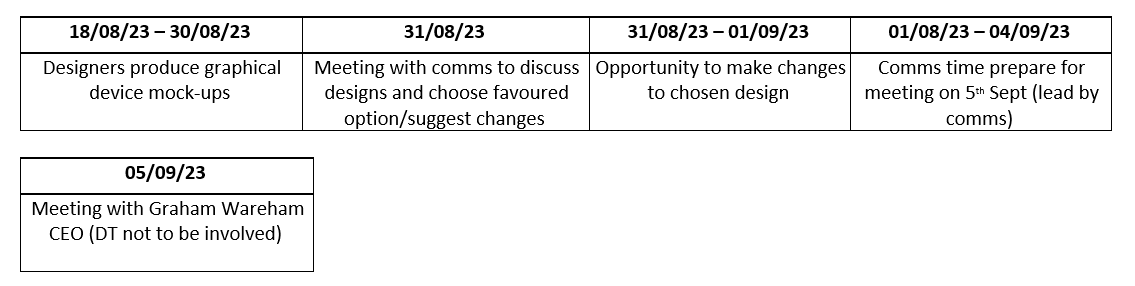 18/08/23 – 30/08/23
Designers produce graphical
device mock-ups
31/08/23
Meeting with comms to discuss
designs and choose favoured
option/suggest changes
31/08/23 – 01/09/23
Opportunity to make changes
to chosen design
01/08/23 – 04/09/23
Comms time prepare for
meeting on 5th Sept (lead by
comms)
05/09/23
Meeting with Graham Wareham
CEO (DT not to be involved)